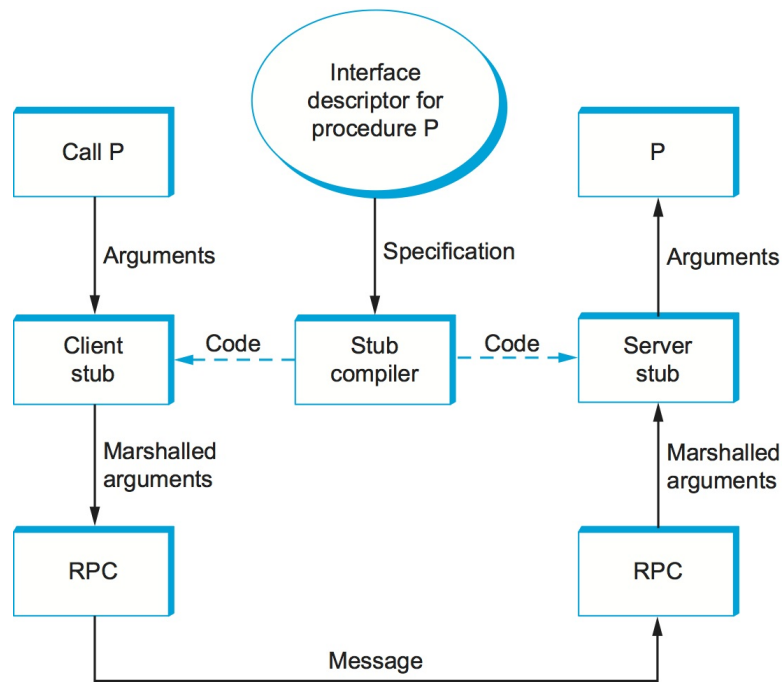 Interface
descriptor for
procedure P
Call P
P
Arguments
Specification
Arguments
Client
stub
Code
Stub
compiler
Code
Server
stub
Marshalled
arguments
Marshalled
arguments
RPC
RPC
Message